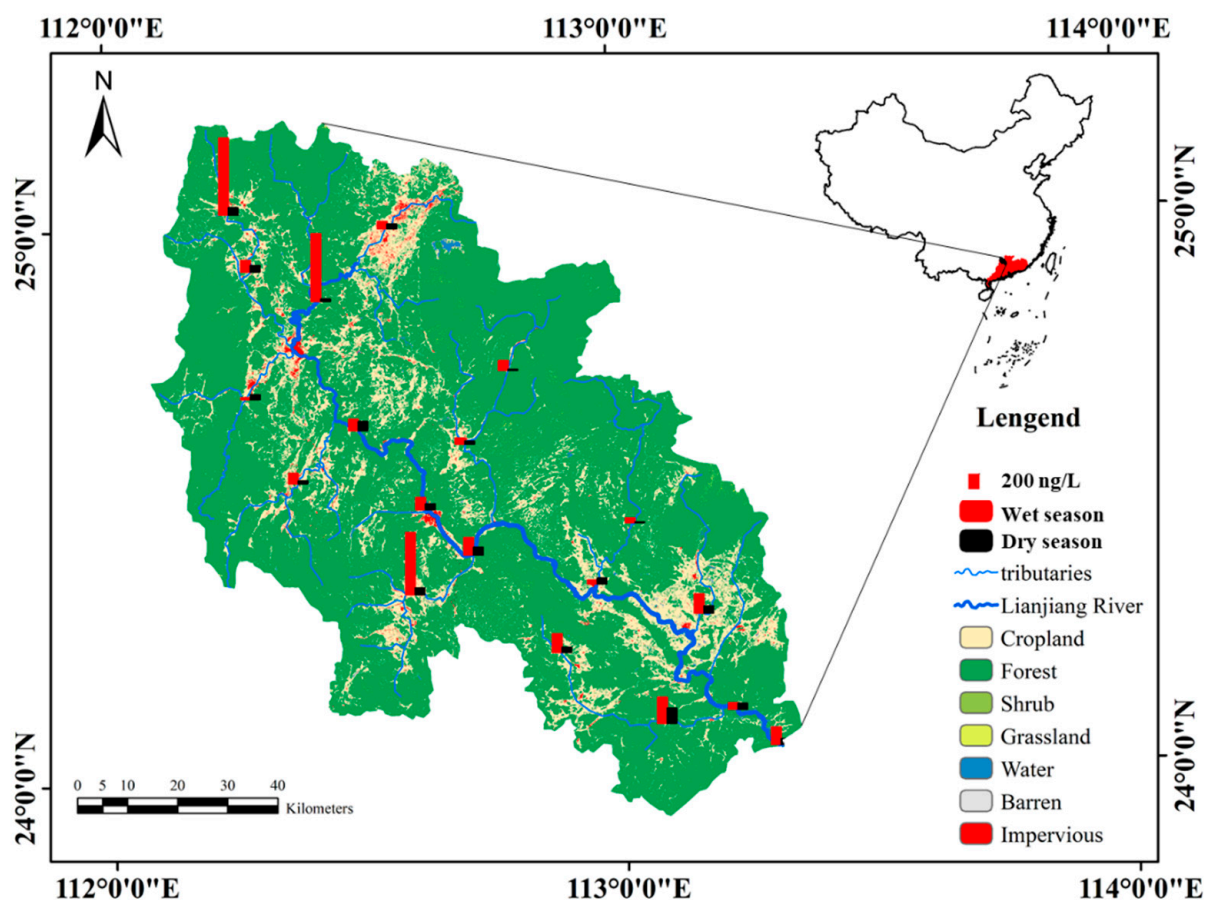 112°0'0"E 113°0'0"E 114°0'0"E
N
25°0'0"N
25°0'0"N
Lengend
200 ng/L
Wet season
Dry season
tributaries
Lianjiang River
Cropland
Forest
Shrub
Grassland
Water
Barren
Impervious
24°0'0"N
24°0'0"N
0 5 10 20 30 40
Kilometers
112°0'0"E 113°0'0"E 114°0'0"E